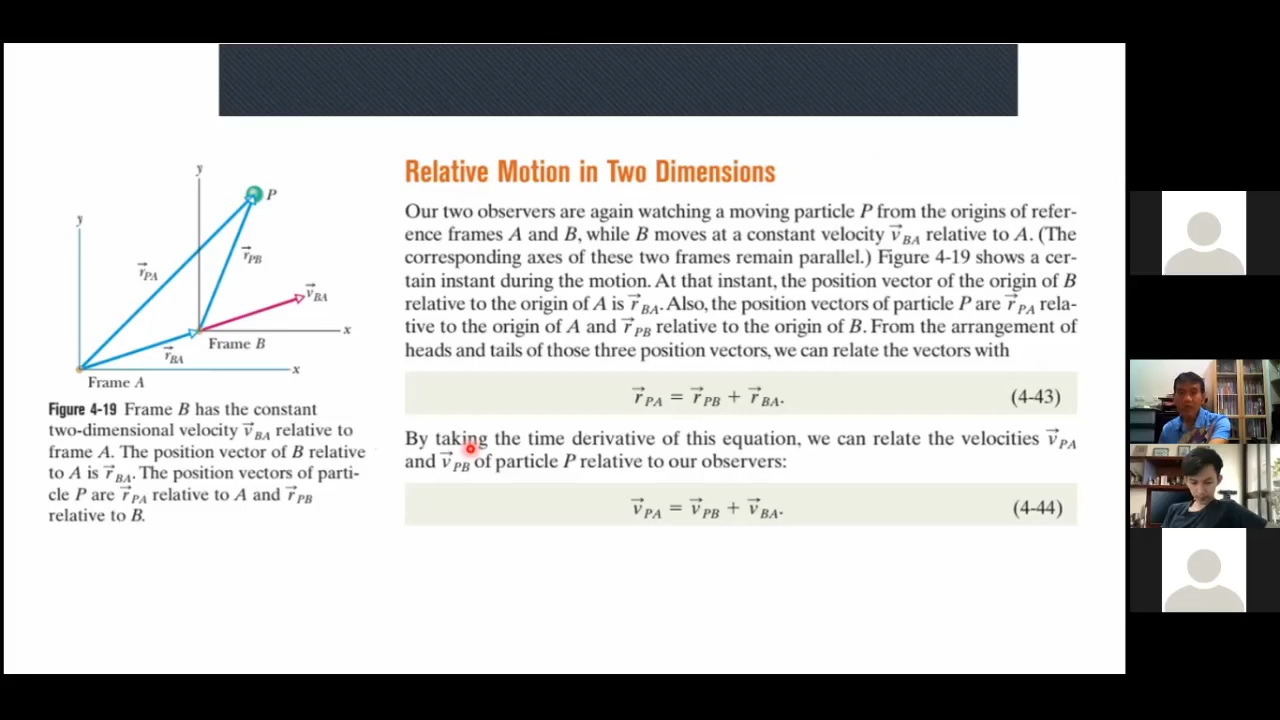 y
P
y
r⃗PA
r⃗PB
v⃗BA
x
Frame B
r⃗BA
x
Frame A
Figure 4-19 Frame B has the constant
two-dimensional velocity v⃗BA relative to
frame A. The position vector of B relative
to A is r⃗BA. The position vectors of parti-
cle P are r⃗PA relative to A and r⃗PB
relative to B.
Relative Motion in Two Dimensions
Our two observers are again watching a moving particle P from the origins of refer-
ence frames A and B, while B moves at a constant velocity v⃗BA relative to A. (The
corresponding axes of these two frames remain parallel.) Figure 4-19 shows a cer-
tain instant during the motion. At that instant, the position vector of the origin of B
relative to the origin of A is r⃗BA. Also, the position vectors of particle P are r⃗PA rela-
tive to the origin of A and r⃗PB relative to the origin of B. From the arrangement of
heads and tails of those three position vectors, we can relate the vectors with
r⃗PA = r⃗PB + r⃗BA. (4-43)
By taking the time derivative of this equation, we can relate the velocities v⃗PA
and v⃗PB of particle P relative to our observers:
v⃗PA = v⃗PB + v⃗BA. (4-44)